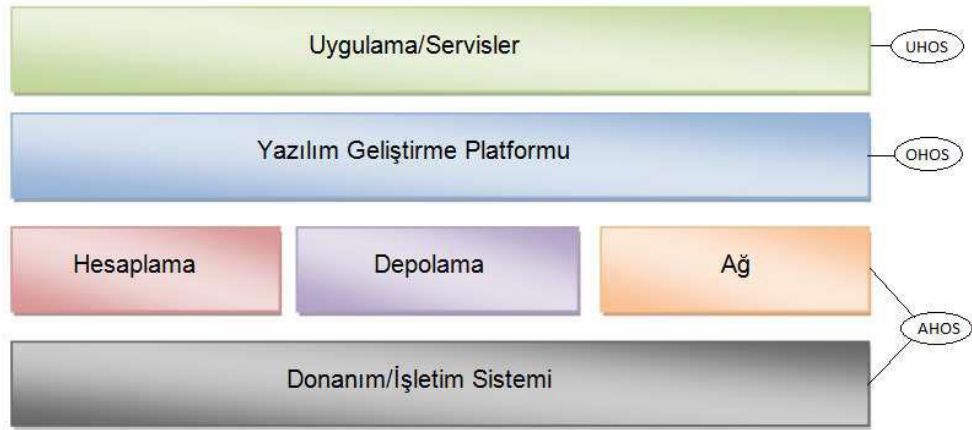 Uygulama/Servisler
UHOS
Yazılım Geliştirme Platformu
OHOS
Hesaplama
Depolama
Ağ
AHOS
Donanım/İşletim Sistemi